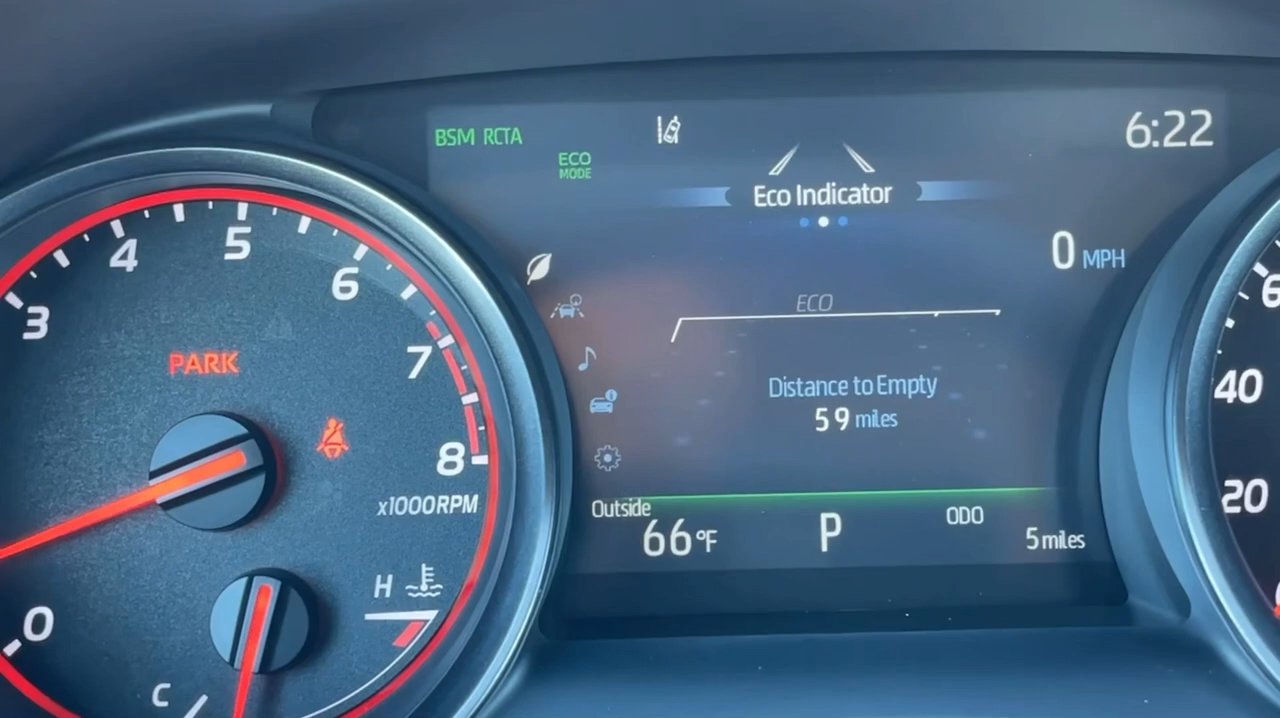 BSM RCTA
ECO
MODE
6:22
Eco Indicator
0 MPH
ECO
Distance to Empty
59 miles
Outside
66°F
P
ODO
5 miles
3
4
5
6
7
8
PARK
x1000RPM
H
0
C
6
40
20